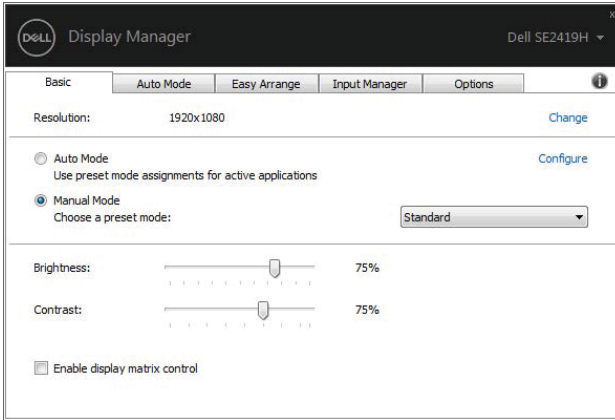 DELL Display Manager Dell SE2419H
Basic Auto Mode Easy Arrange Input Manager Options
Resolution: 1920x1080 Change
Auto Mode Configure
Use preset mode assignments for active applications
Manual Mode
Choose a preset mode: Standard
Brightness: 75%
Contrast: 75%
Enable display matrix control